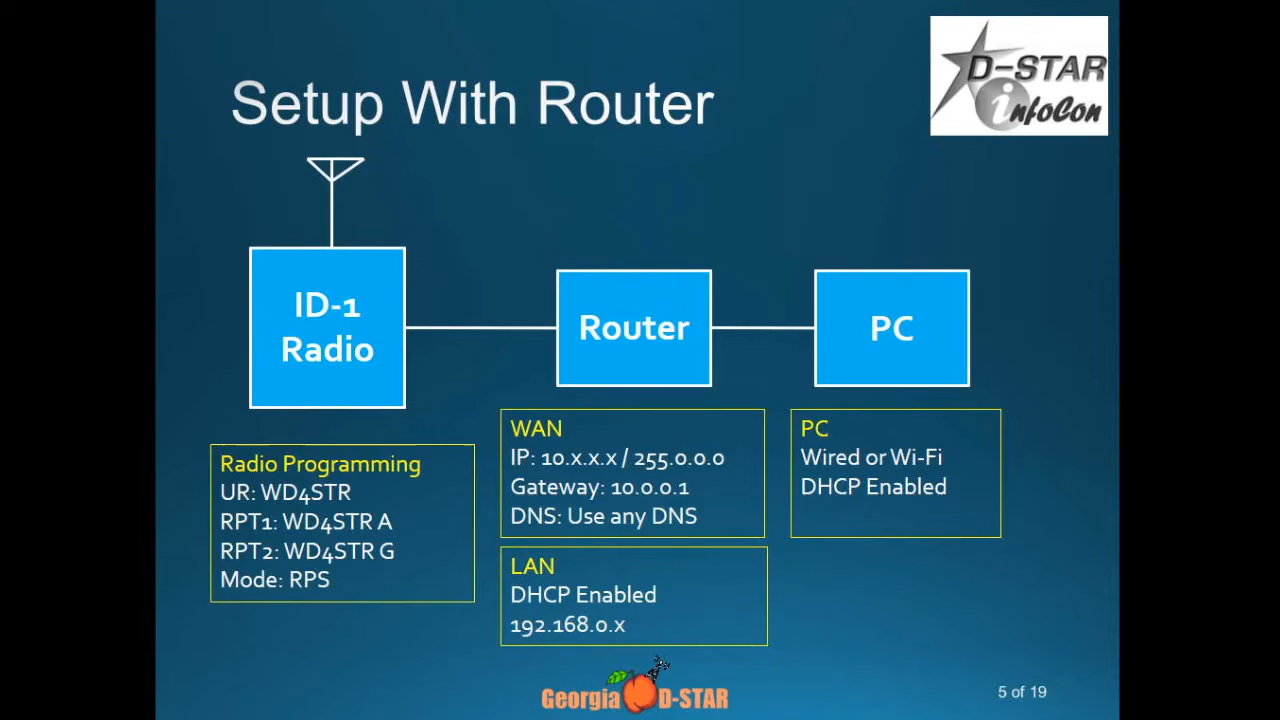 Setup With Router
D-STAR
infoCon
ID-1
Radio
Router
PC
Radio Programming
UR: WD4STR
RPT1: WD4STR A
RPT2: WD4STR G
Mode: RPS
WAN
IP: 10.x.x.x / 255.0.0.0
Gateway: 10.0.0.1
DNS: Use any DNS
LAN
DHCP Enabled
192.168.0.x
PC
Wired or Wi-Fi
DHCP Enabled
Georgia D-STAR
5 of 19